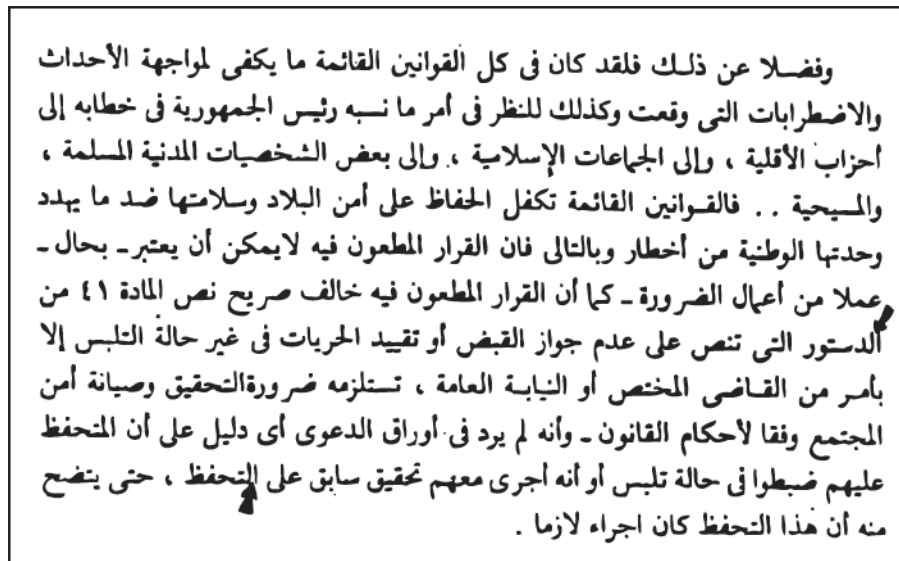 وفضلا عن ذلك فلقد كان فى كل القوانين القائمة ما يكفى لمواجهة الأحداث
والاضطرابات التى وقعت وكذلك للنظر فى أمر ما نسبه رئيس الجمهورية فى خطابه إلى
أحزاب الأقلية ، وإلى الجماعات الإسلامية ، وإلى بعض الشخصيات المدنية المسلمة ،
والمسيحية .. فالقوانين القائمة تكفل الحفاظ على أمن البلاد وسلامتها ضد ما يهدد
وحدتها الوطنية من أخطار وبالتالى فان القرار المطعون فيه لايمكن أن يعتبر ـ بحال ـ
عملا من أعمال الضرورة ـ كما أن القرار المطعون فيه خالف صريح نص المادة ٤١ من
الدستور التى تنص على عدم جواز القبض أو تقييد الحريات فى غير حالة التلبس إلا
بأمر من القاضى المختص أو النيابة العامة ، تستلزمه ضرورةالتحقيق وصيانة أمن
المجتمع وفقا لأحكام القانون ـ وأنه لم يرد فى أوراق الدعوى أى دليل على أن المتحفظ
عليهم ضبطوا فى حالة تلبس أو أنه أجرى معهم تحقيق سابق على التحفظ ، حتى يتضح
منه أن هذا التحفظ كان اجراء لازما .